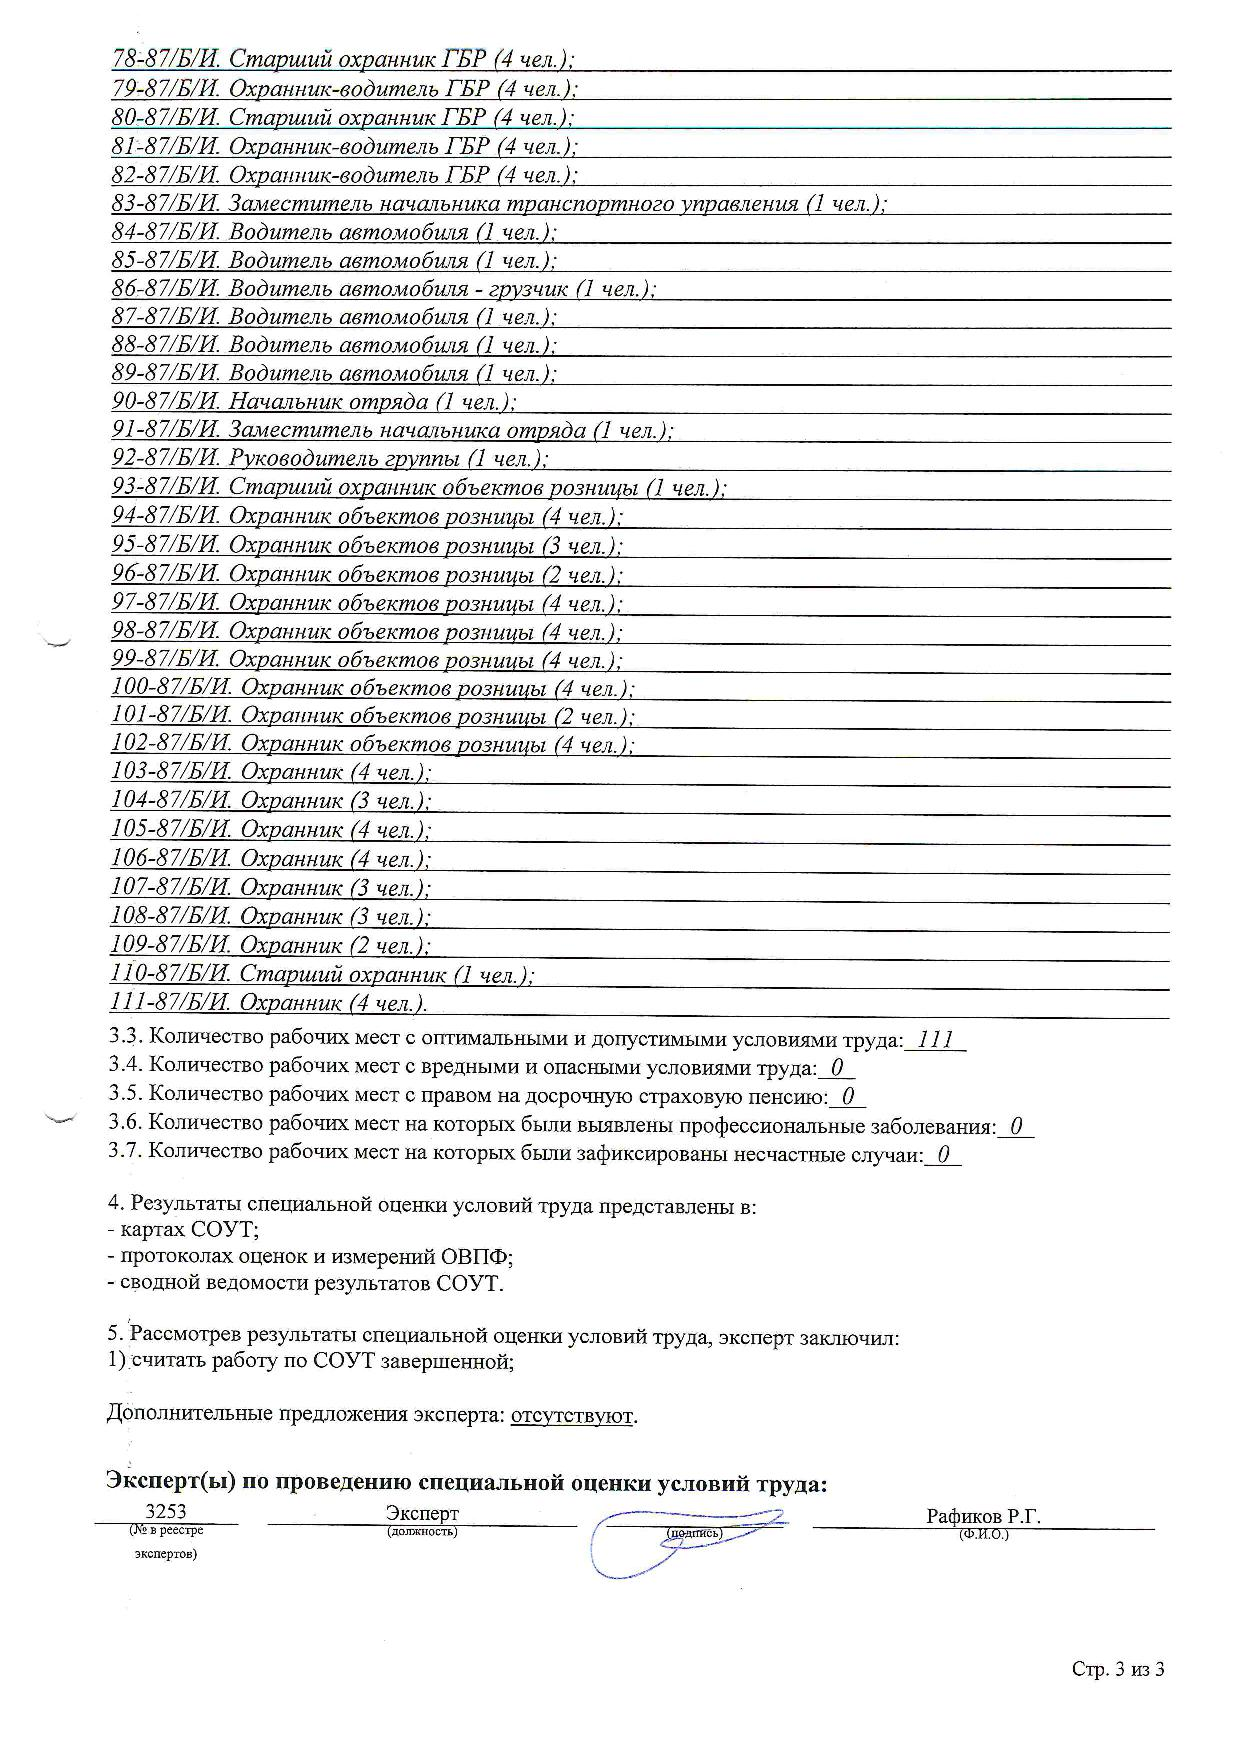 78-87/Б/И. Старший охранник ГБР (4 чел.);
79-87/Б/И. Охранник-водитель ГБР (4 чел.);
80-87/Б/И. Старший охранник ГБР (4 чел.);
81-87/Б/И. Охранник-водитель ГБР (4 чел.);
82-87/Б/И. Охранник-водитель ГБР (4 чел.);
83-87/Б/И. Заместитель начальника транспортного управления (1 чел.);
84-87/Б/И. Водитель автомобиля (1 чел.);
85-87/Б/И. Водитель автомобиля (1 чел.);
86-87/Б/И. Водитель автомобиля - грузчик (1 чел.);
87-87/Б/И. Водитель автомобиля (1 чел.);
88-87/Б/И. Водитель автомобиля (1 чел.);
89-87/Б/И. Водитель автомобиля (1 чел.);
90-87/Б/И. Начальник отряда (1 чел.);
91-87/Б/И. Заместитель начальника отряда (1 чел.);
92-87/Б/И. Руководитель группы (1 чел.);
93-87/Б/И. Старший охранник объектов розницы (1 чел.);
94-87/Б/И. Охранник объектов розницы (4 чел.);
95-87/Б/И. Охранник объектов розницы (3 чел.);
96-87/Б/И. Охранник объектов розницы (2 чел.);
97-87/Б/И. Охранник объектов розницы (4 чел.);
98-87/Б/И. Охранник объектов розницы (4 чел.);
99-87/Б/И. Охранник объектов розницы (4 чел.);
100-87/Б/И. Охранник объектов розницы (4 чел.);
101-87/Б/И. Охранник объектов розницы (2 чел.);
102-87/Б/И. Охранник объектов розницы (4 чел.);
103-87/Б/И. Охранник (4 чел.);
104-87/Б/И. Охранник (3 чел.);
105-87/Б/И. Охранник (4 чел.);
106-87/Б/И. Охранник (4 чел.);
107-87/Б/И. Охранник (3 чел.);
108-87/Б/И. Охранник (3 чел.);
109-87/Б/И. Охранник (2 чел.);
110-87/Б/И. Старший охранник (1 чел.);
111-87/Б/И. Охранник (4 чел.).
3.3. Количество рабочих мест с оптимальными и допустимыми условиями труда: 111
3.4. Количество рабочих мест с вредными и опасными условиями труда: 0
3.5. Количество рабочих мест с правом на досрочную страховую пенсию: 0
3.6. Количество рабочих мест на которых были выявлены профессиональные заболевания: 0
3.7. Количество рабочих мест на которых были зафиксированы несчастные случаи: 0
4. Результаты специальной оценки условий труда представлены в:
- картах СОУТ;
- протоколах оценок и измерений ОВПФ;
- сводной ведомости результатов СОУТ.
5. Рассмотрев результаты специальной оценки условий труда, эксперт заключил:
1) считать работу по СОУТ завершенной;
Дополнительные предложения эксперта: отсутствуют.
Эксперт(ы) по проведению специальной оценки условий труда:
3253 Эксперт Рафиков Р.Г.
(№ в реестре экспертов) (должность) (подпись) (Ф.И.О.)
Стр. 3 из 3